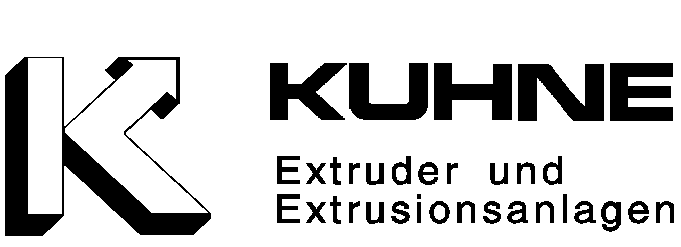 K
KUHNE
Extruder und
Extrusionsanlagen